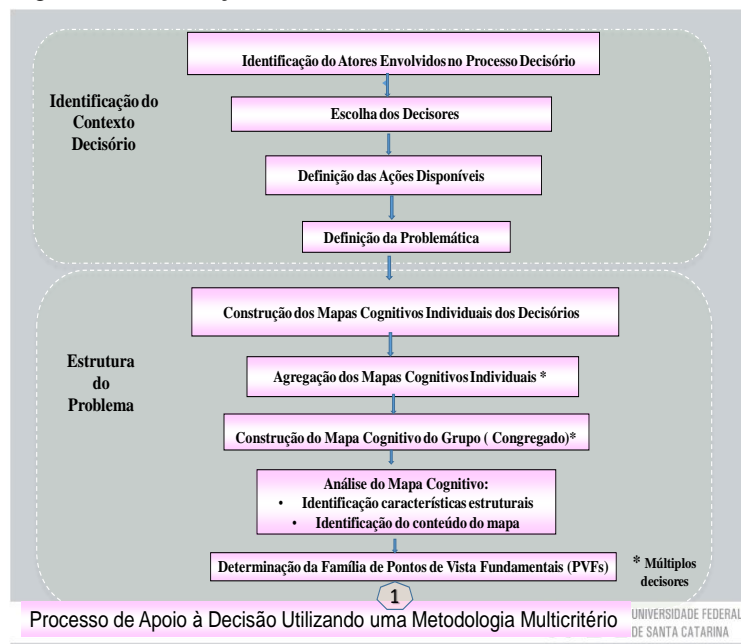 Identificação do Atores Envolvidos no Processo Decisório
Identificação do
Contexto
Decisório
Escolha dos Decisores
Definição das Ações Disponíveis
Definição da Problemática
Construção dos Mapas Cognitivos Individuais dos Decisórios
Estrutura
do
Problema
Agregação dos Mapas Cognitivos Individuais *
Construção do Mapa Cognitivo do Grupo ( Congregado)*
Análise do Mapa Cognitivo:
• Identificação características estruturais
• Identificação do conteúdo do mapa
Determinação da Família de Pontos de Vista Fundamentais (PVFs)
* Múltiplos
decisores
1
Processo de Apoio à Decisão Utilizando uma Metodologia Multicritério
UNIVERSIDADE FEDERAL
DE SANTA CATARINA